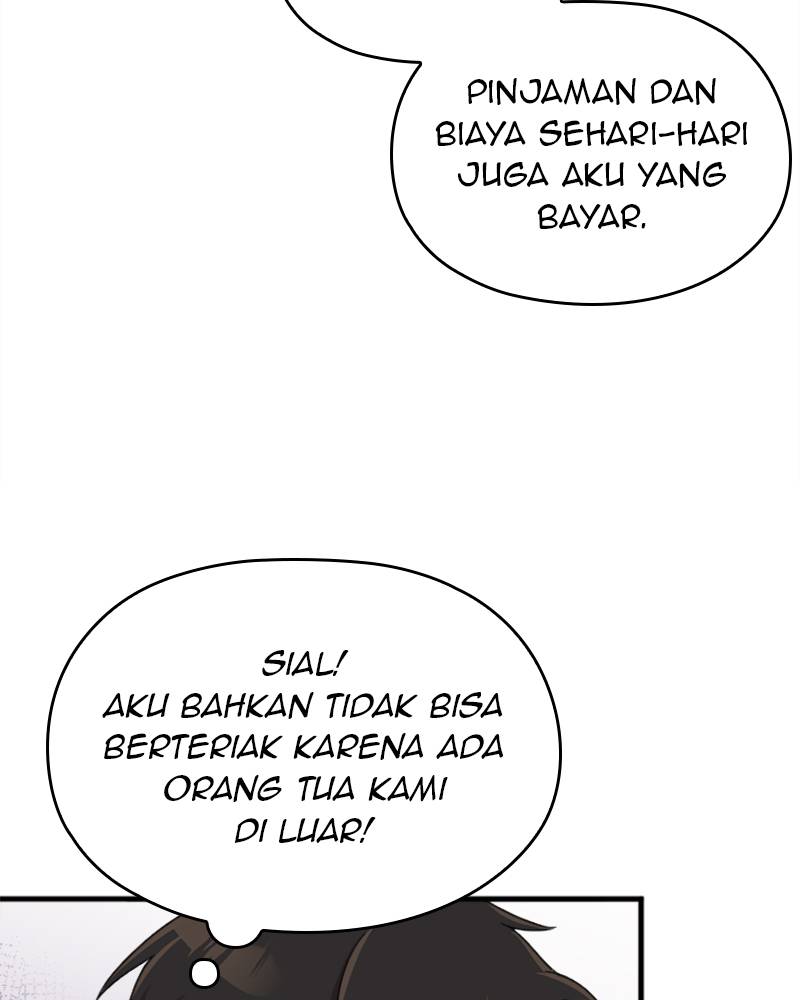 PINJAMAN DAN
BIAYA SEHARI-HARI
JUGA AKU YANG
BAYAR.
SIAL!
AKU BAHKAN TIDAK BISA
BERTERIAK KARENA ADA
ORANG TUA KAMI
DI LUAR!